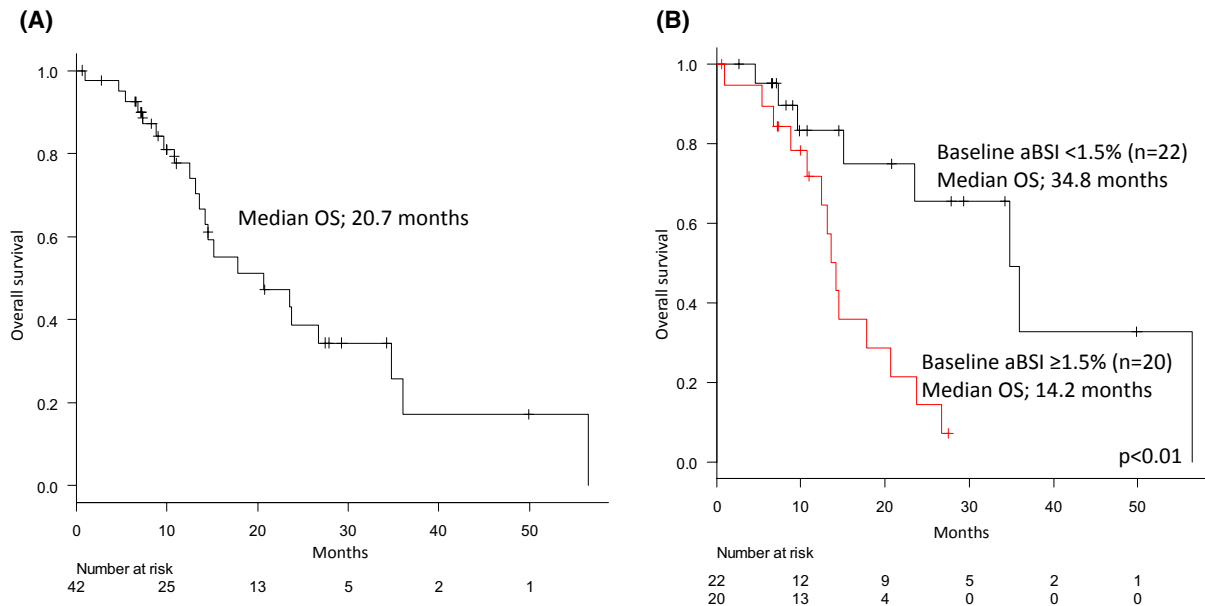 (A)
Overall survival
1.0
0.8
0.6
0.4
0.2
0.0
Median OS; 20.7 months
0 10 20 30 40 50
Months
Number at risk
42 25 13 5 2 1
(B)
Overall survival
1.0
0.8
0.6
0.4
0.2
0.0
Baseline aBSI <1.5% (n=22)
Median OS; 34.8 months
Baseline aBSI ≥1.5% (n=20)
Median OS; 14.2 months
p<0.01
0 10 20 30 40 50
Months
Number at risk
22 12 9 5 2 1
20 13 4 0 0 0